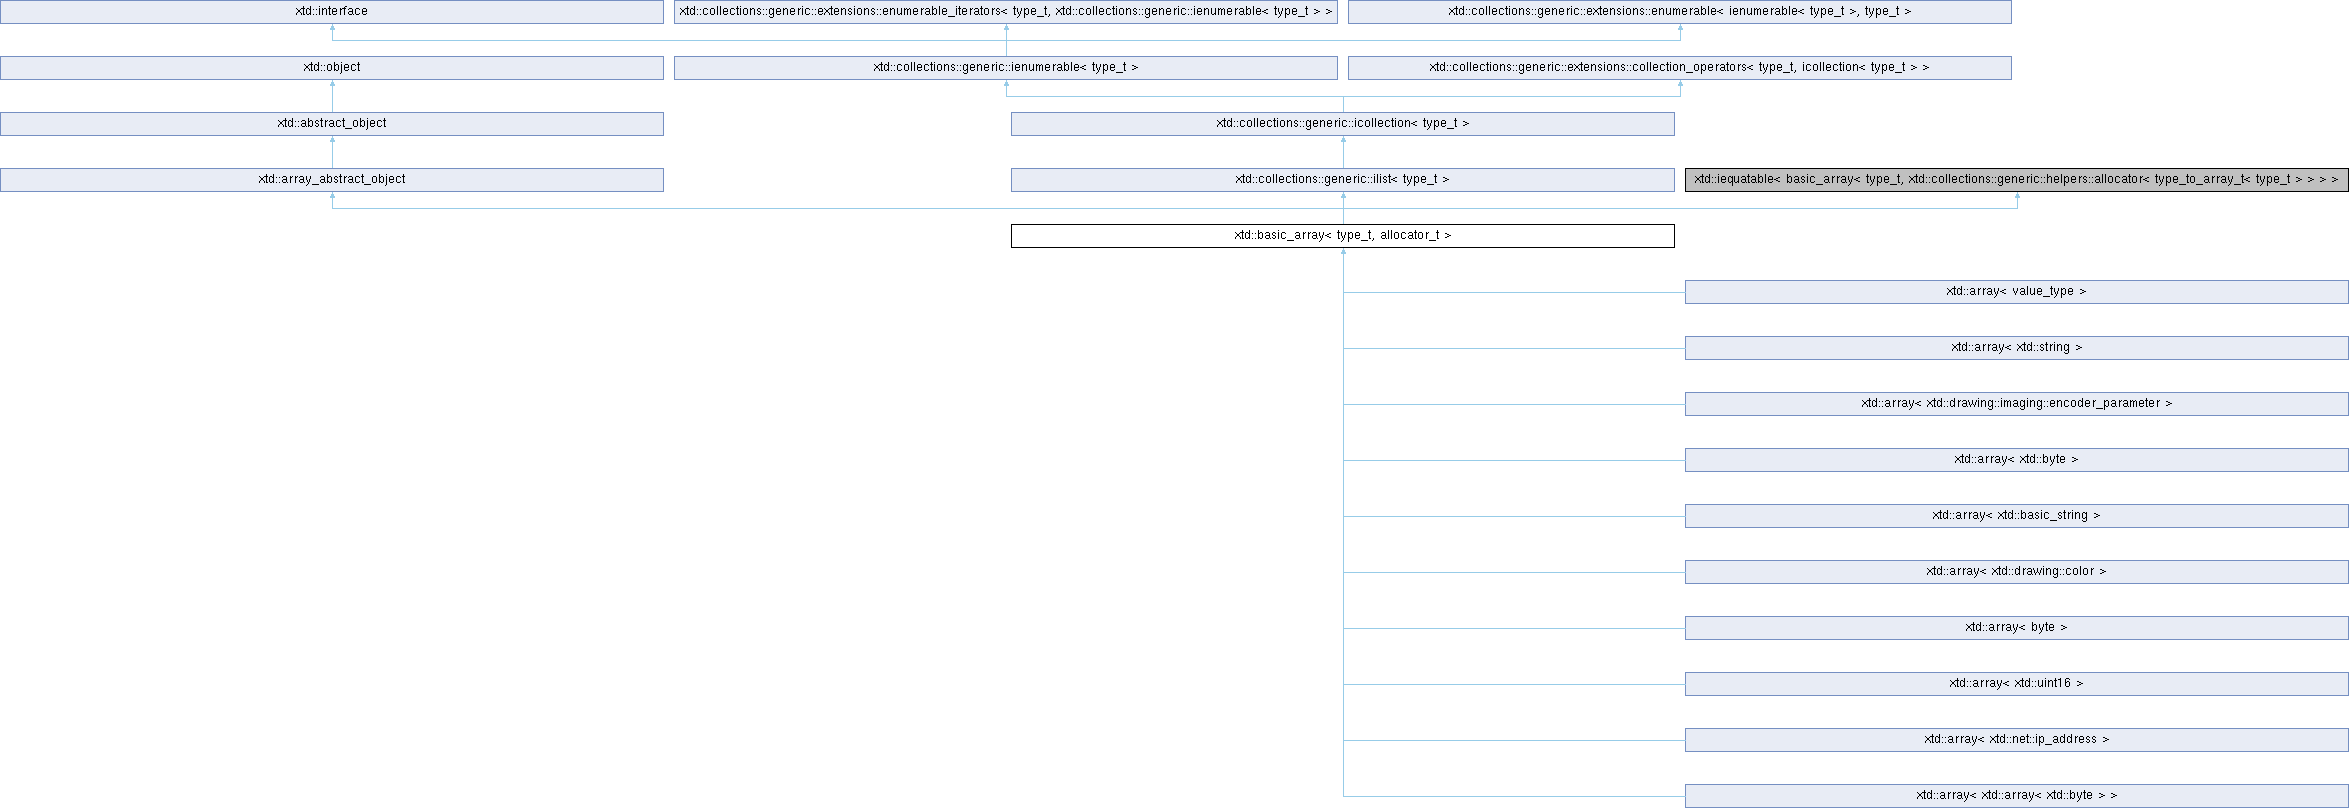 xtd::interface
xtd::collections::generic::extensions::enumerable_iterators< type_t, xtd::collections::generic::ienumerable< type_t > >
xtd::collections::generic::extensions::enumerable< ienumerable< type_t >, type_t >
xtd::object
xtd::collections::generic::ienumerable< type_t >
xtd::collections::generic::extensions::collection_operators< type_t, icollection< type_t > >
xtd::abstract_object
xtd::collections::generic::icollection< type_t >
xtd::array_abstract_object
xtd::collections::generic::ilist< type_t >
xtd::iequatable< basic_array< type_t, xtd::collections::generic::helpers::allocator< type_to_array_t< type_t > > > >
xtd::basic_array< type_t, allocator_t >
xtd::array< value_type >
xtd::array< xtd::string >
xtd::array< xtd::drawing::imaging::encoder_parameter >
xtd::array< xtd::byte >
xtd::array< xtd::basic_string >
xtd::array< xtd::drawing::color >
xtd::array< byte >
xtd::array< xtd::uint16 >
xtd::array< xtd::net::ip_address >
xtd::array< xtd::array< xtd::byte > >